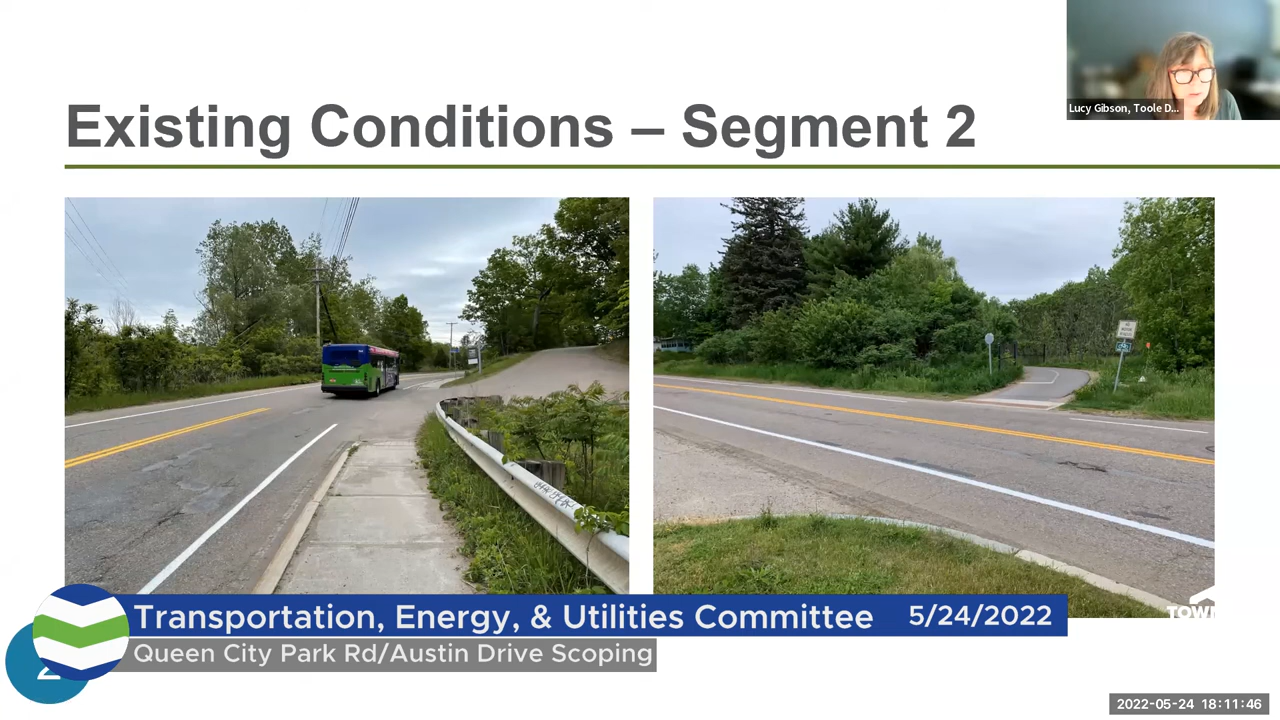 Lucy Gibson, Toole D...
Existing Conditions – Segment 2
Transportation, Energy, & Utilities Committee 5/24/2022
Queen City Park Rd/Austin Drive Scoping
TOWN
2022-05-24 18:11:46